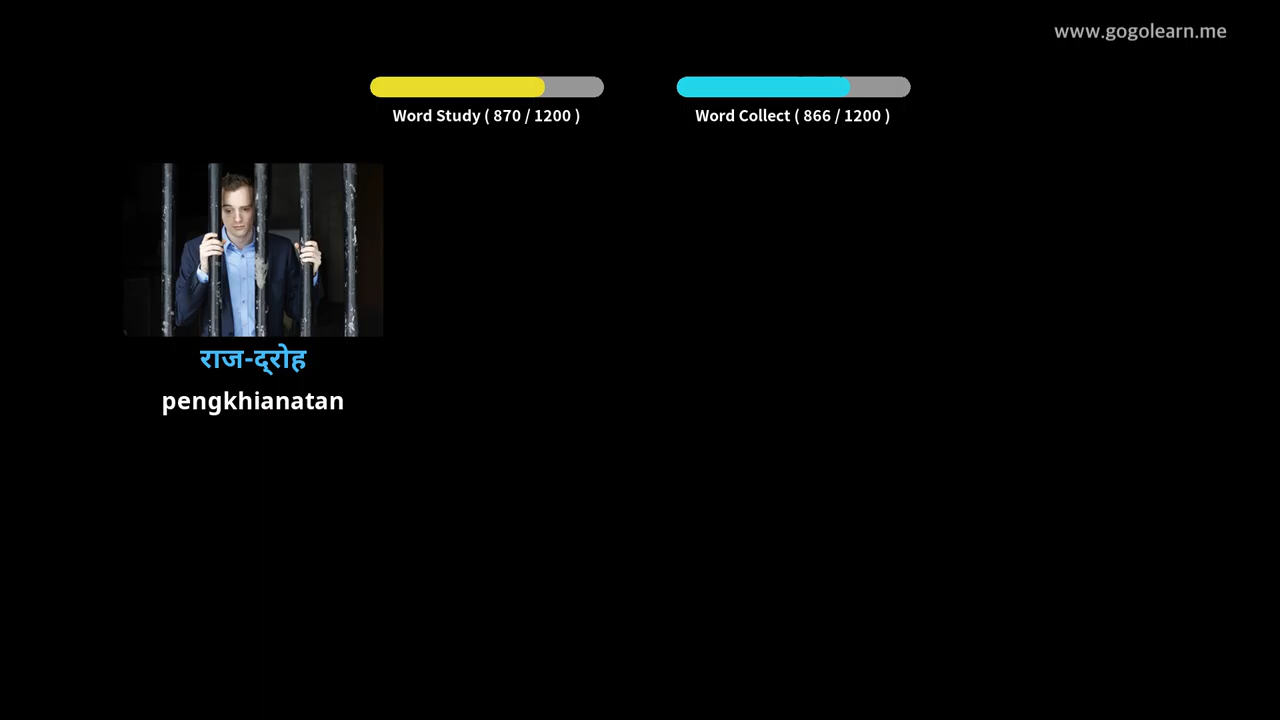 www.gogolearn.me
Word Study ( 870 / 1200 )
Word Collect ( 866 / 1200 )
राज-द्रोह
pengkhianatan